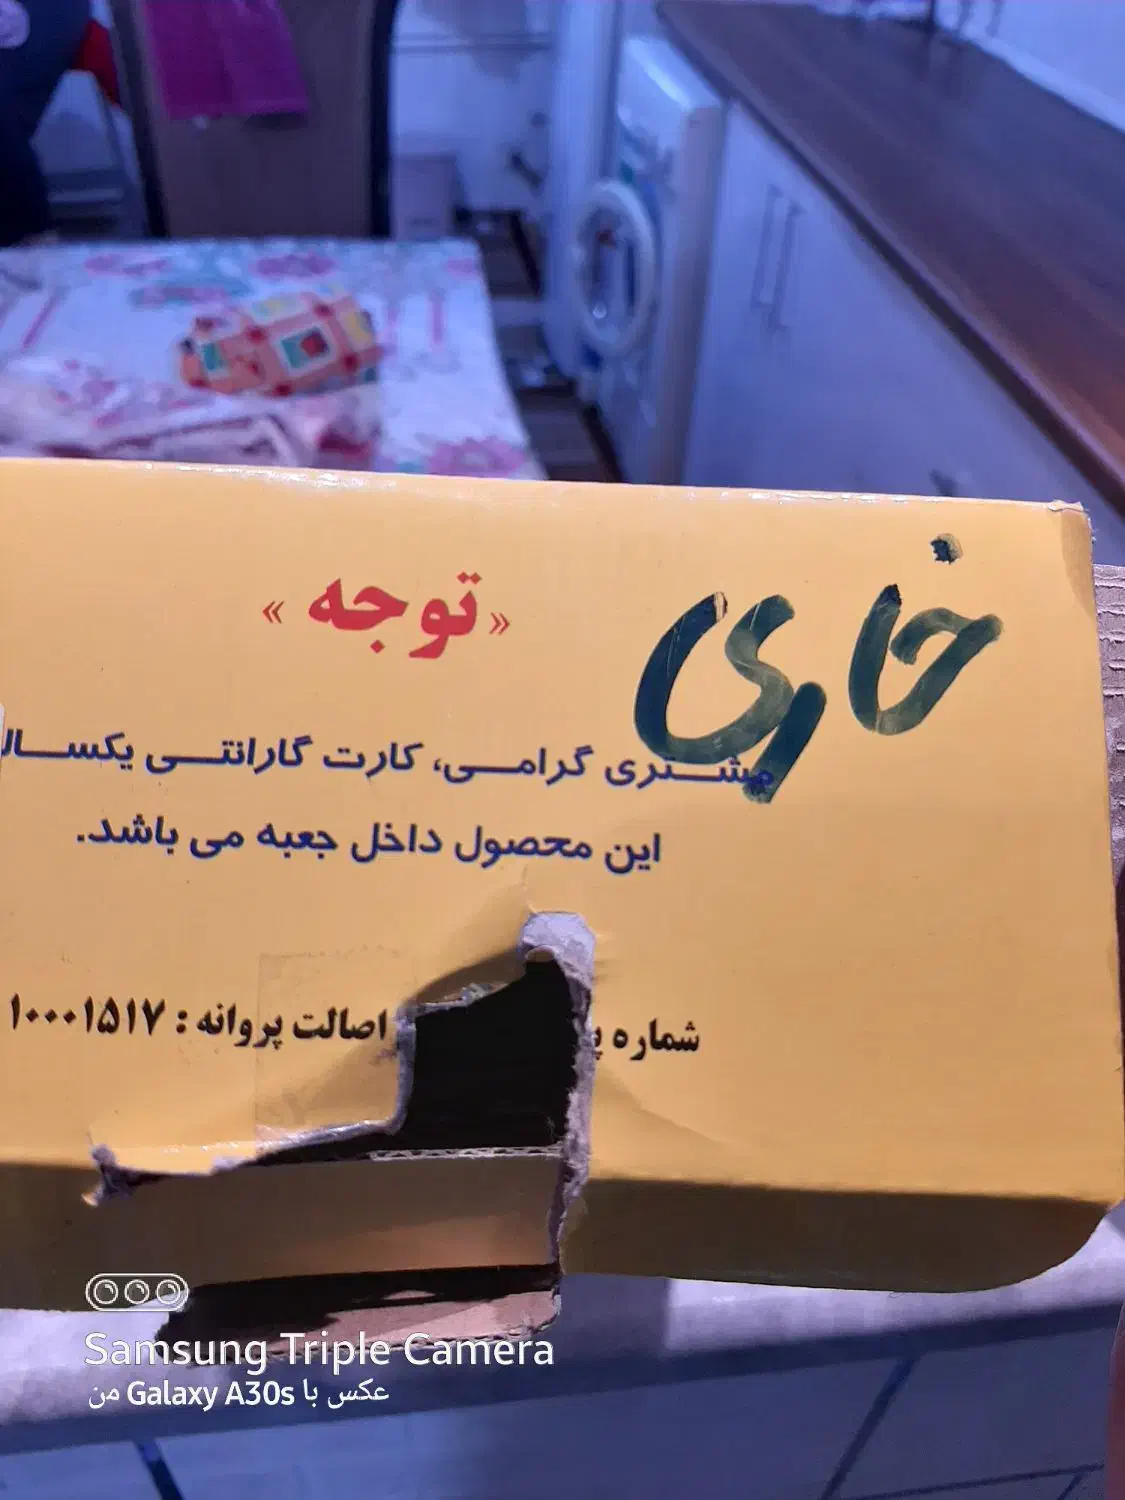 خاری
« توجه »
مشتری گرامی، کارت گارانتی یکسال
این محصول داخل جعبه می باشد.
شماره پ اصالت پروانه : ۱۰۰۰۱۵۱۷
Samsung Triple Camera
عکس با Galaxy A30s من